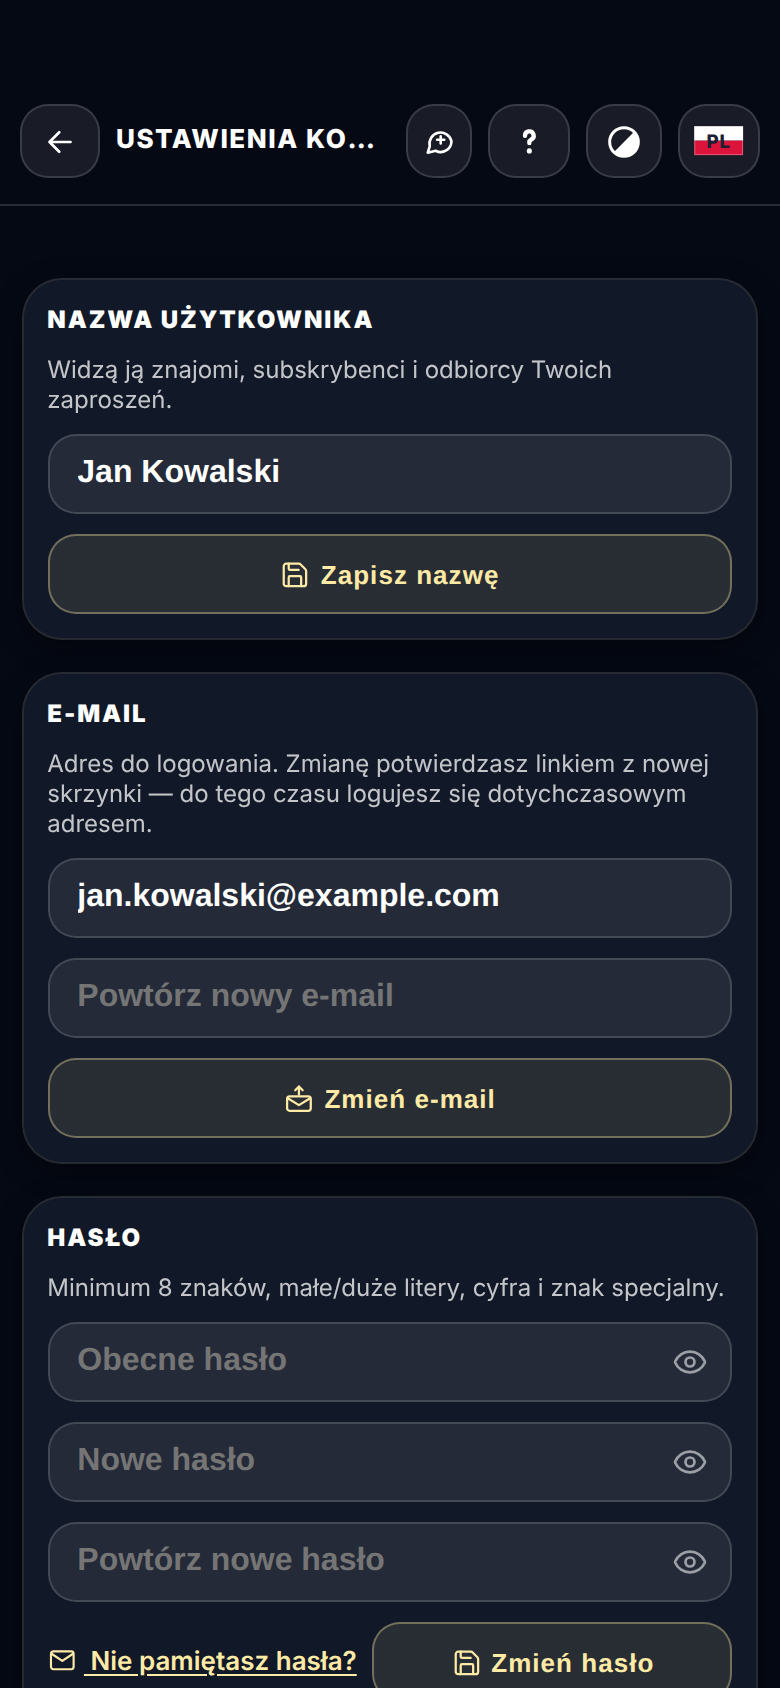 USTAWIENIA KO...
PL
NAZWA UŻYTKOWNIKA
Widzą ją znajomi, subskrybenci i odbiorcy Twoich
zaproszeń.
Jan Kowalski
Zapisz nazwę
E-MAIL
Adres do logowania. Zmianę potwierdzasz linkiem z nowej
skrzynki — do tego czasu logujesz się dotychczasowym
adresem.
jan.kowalski@example.com
Powtórz nowy e-mail
Zmień e-mail
HASŁO
Minimum 8 znaków, małe/duże litery, cyfra i znak specjalny.
Obecne hasło
Nowe hasło
Powtórz nowe hasło
Nie pamiętasz hasła?
Zmień hasło